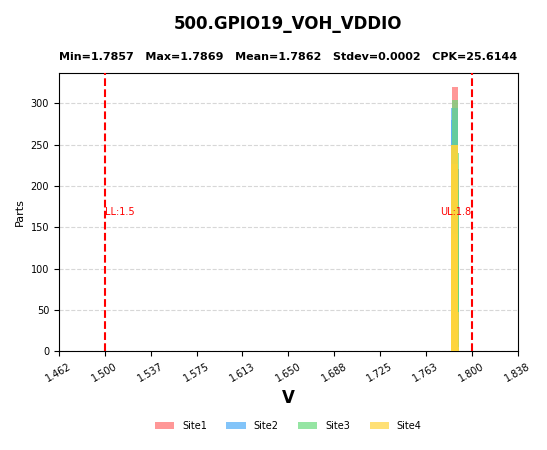 500.GPIO19_VOH_VDDIO
Min=1.7857 Max=1.7869 Mean=1.7862 Stdev=0.0002 CPK=25.6144
Parts
300
250
200
150
100
50
0
LL:1.5
UL:1.8
1.462 1.500 1.537 1.575 1.613 1.650 1.688 1.725 1.763 1.800 1.838
V
Site1 Site2 Site3 Site4